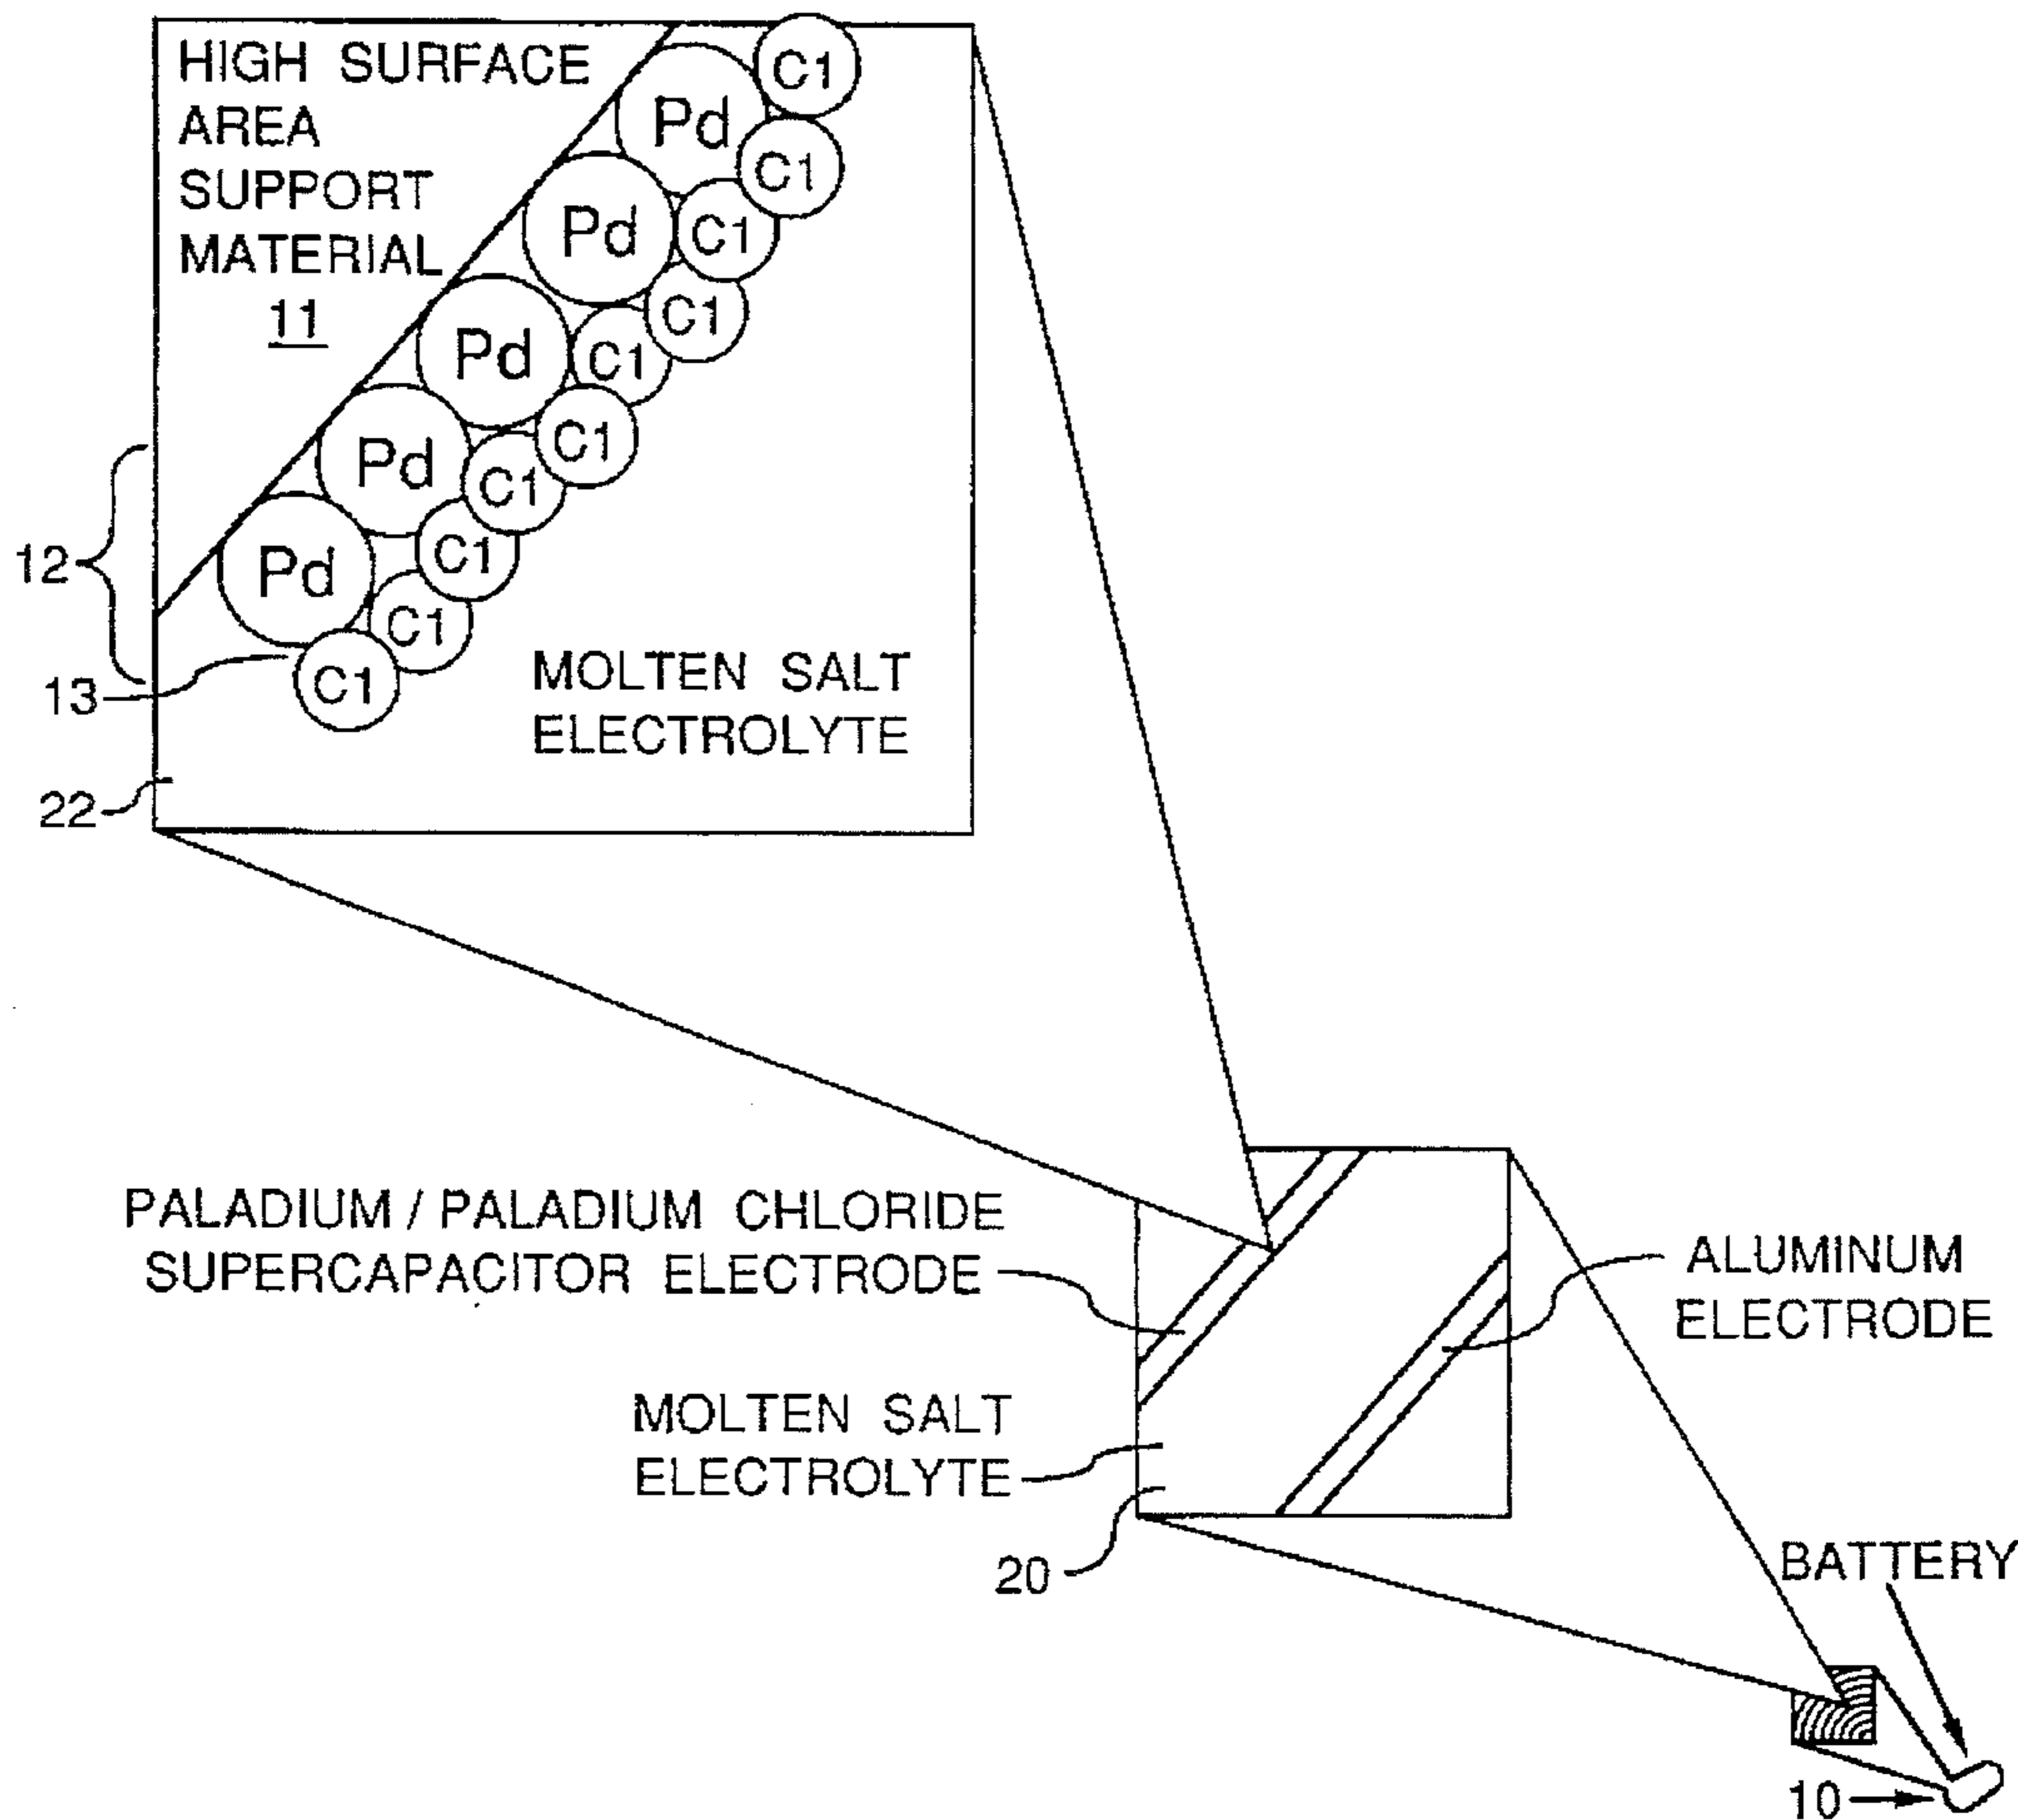 HIGH SURFACE
AREA
SUPPORT
MATERIAL
11
Pd
Pd
Pd
Pd
Pd
C1
C1
C1
C1
C1
C1
C1
C1
C1
C1
12
13
22
MOLTEN SALT
ELECTROLYTE
PALADIUM / PALADIUM CHLORIDE
SUPERCAPACITOR ELECTRODE
ALUMINUM
ELECTRODE
MOLTEN SALT
ELECTROLYTE
20
BATTERY
10